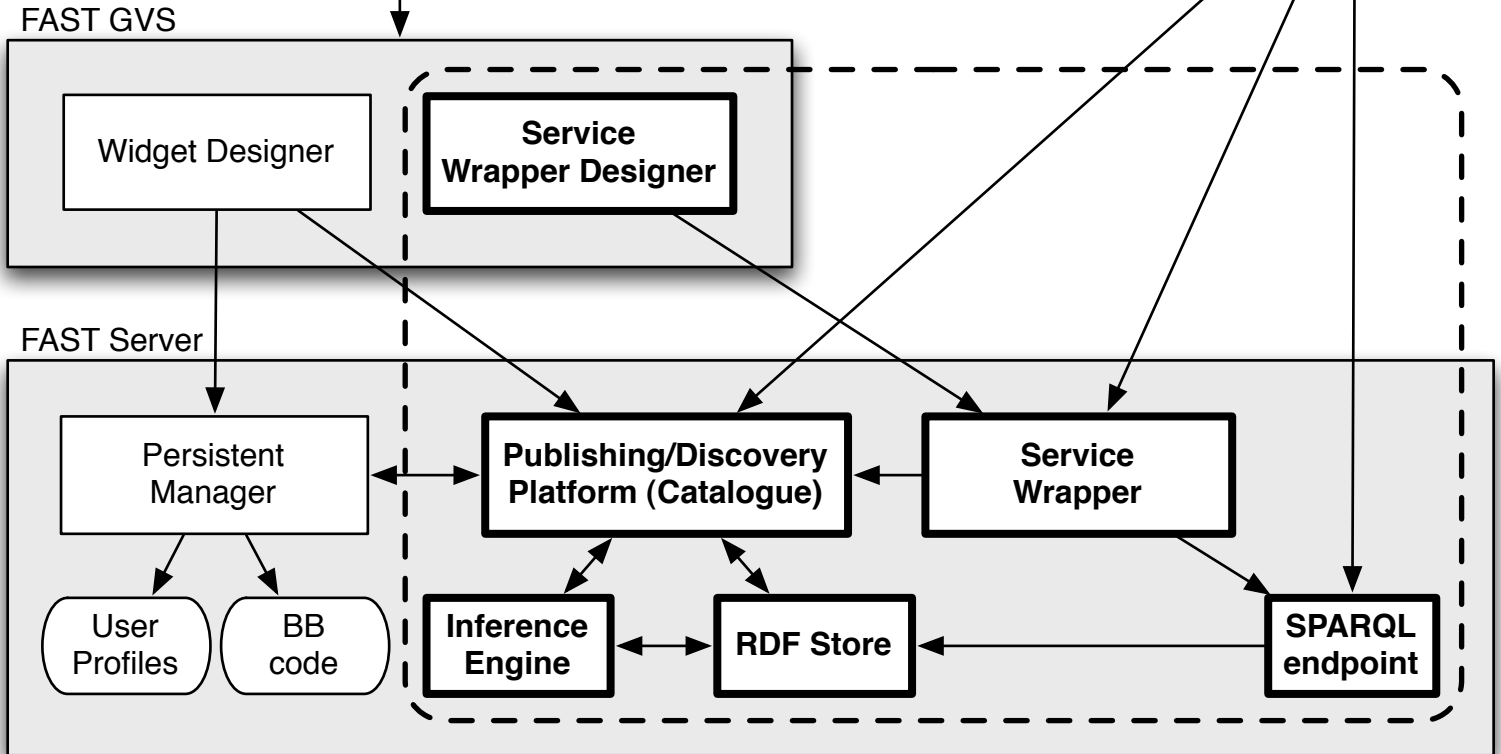 FAST GVS
Widget Designer
Service
Wrapper Designer
FAST Server
Persistent
Manager
Publishing/Discovery
Platform (Catalogue)
Service
Wrapper
User
Profiles
BB
code
Inference
Engine
RDF Store
SPARQL
endpoint